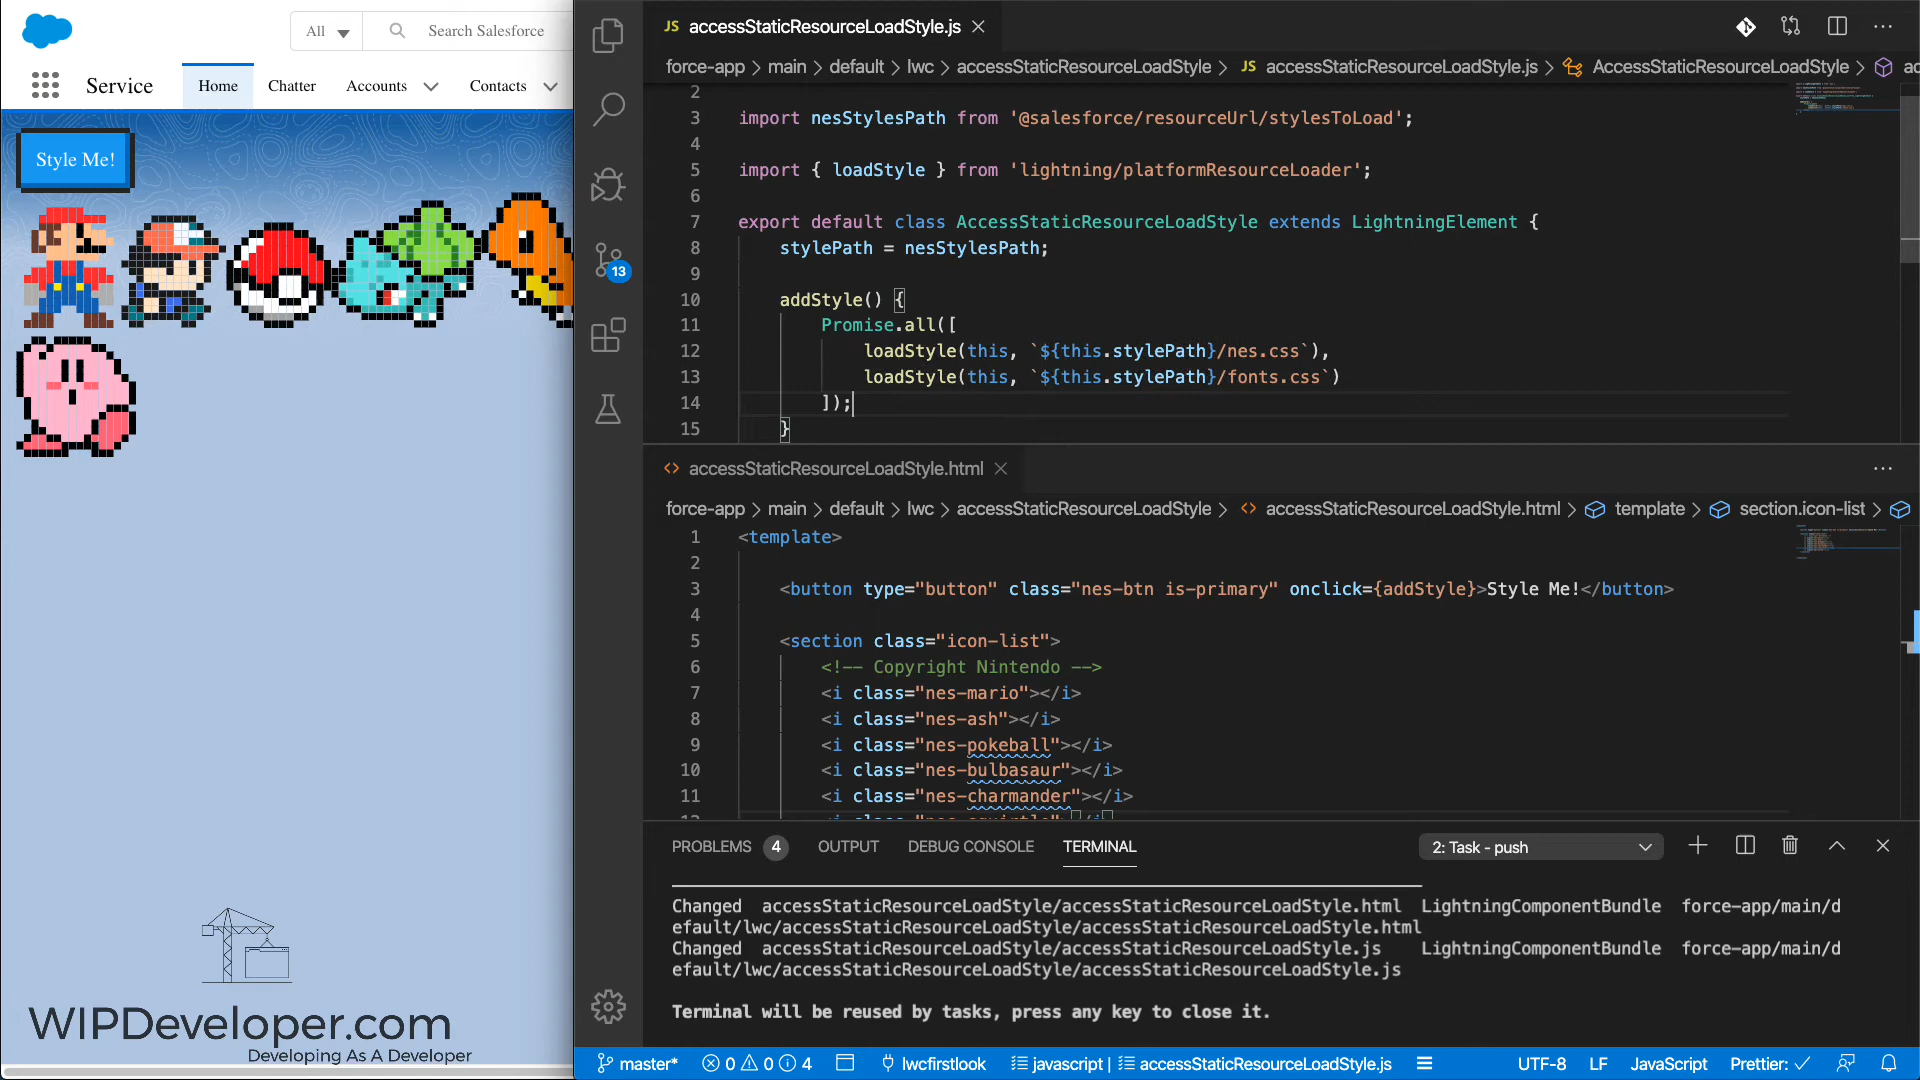 All
Search Salesforce
Service
Home
Chatter
Accounts
Contacts
Style Me!
WIPDeveloper.com
Developing As A Developer
13
JS accessStaticResourceLoadStyle.js
force-app > main > default > lwc > accessStaticResourceLoadStyle > JS accessStaticResourceLoadStyle.js > AccessStaticResourceLoadStyle >
2
3 import nesStylesPath from '@salesforce/resourceUrl/stylesToLoad';
4
5 import { loadStyle } from 'lightning/platformResourceLoader';
6
7 export default class AccessStaticResourceLoadStyle extends LightningElement {
8 stylePath = nesStylesPath;
9
10 addStyle() {
11 Promise.all([
12 loadStyle(this, `${this.stylePath}/nes.css`),
13 loadStyle(this, `${this.stylePath}/fonts.css`)
14 ]);
15 }
accessStaticResourceLoadStyle.html
force-app > main > default > lwc > accessStaticResourceLoadStyle > accessStaticResourceLoadStyle.html > template > section.icon-list >
1 <template>
2
3 <button type="button" class="nes-btn is-primary" onclick={addStyle}>Style Me!</button>
4
5 <section class="icon-list">
6 <!-- Copyright Nintendo -->
7 <i class="nes-mario"></i>
8 <i class="nes-ash"></i>
9 <i class="nes-pokeball"></i>
10 <i class="nes-bulbasaur"></i>
11 <i class="nes-charmander"></i>
PROBLEMS 4 OUTPUT DEBUG CONSOLE TERMINAL
2: Task - push
Changed accessStaticResourceLoadStyle/accessStaticResourceLoadStyle.html LightningComponentBundle force-app/main/d
efault/lwc/accessStaticResourceLoadStyle/accessStaticResourceLoadStyle.html
Changed accessStaticResourceLoadStyle/accessStaticResourceLoadStyle.js LightningComponentBundle force-app/main/d
efault/lwc/accessStaticResourceLoadStyle/accessStaticResourceLoadStyle.js
Terminal will be reused by tasks, press any key to close it.
master* 0 0 4 lwcfirstlook javascript | accessStaticResourceLoadStyle.js UTF-8 LF JavaScript Prettier: ✓